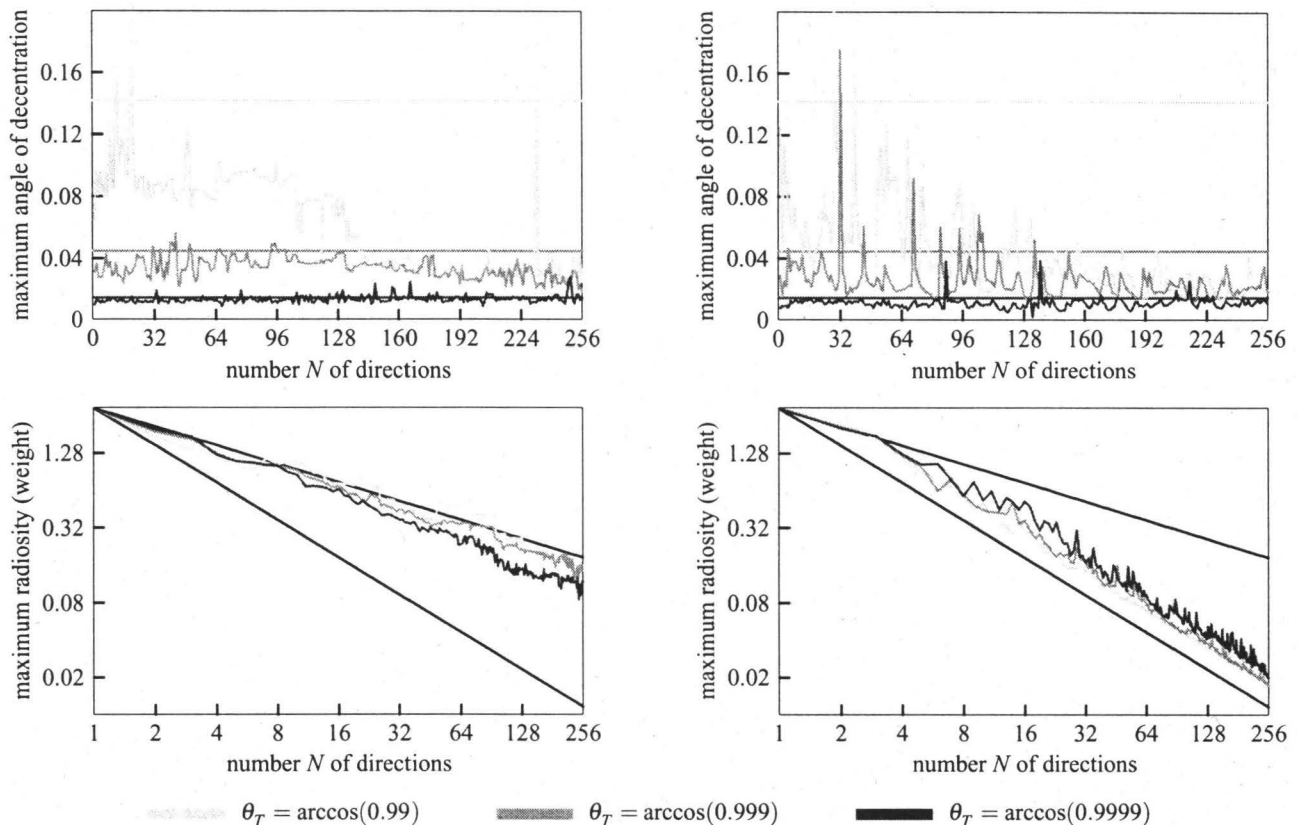 maximum angle of decentration
0.16
0.12
0.08
0.04
0
0 32 64 96 128 160 192 224 256
number N of directions
maximum angle of decentration
0.16
0.12
0.08
0.04
0
0 32 64 96 128 160 192 224 256
number N of directions
maximum radiosity (weight)
1.28
0.32
0.08
0.02
1 2 4 8 16 32 64 128 256
number N of directions
maximum radiosity (weight)
1.28
0.32
0.08
0.02
1 2 4 8 16 32 64 128 256
number N of directions
θ_T = arccos(0.99) θ_T = arccos(0.999) θ_T = arccos(0.9999)